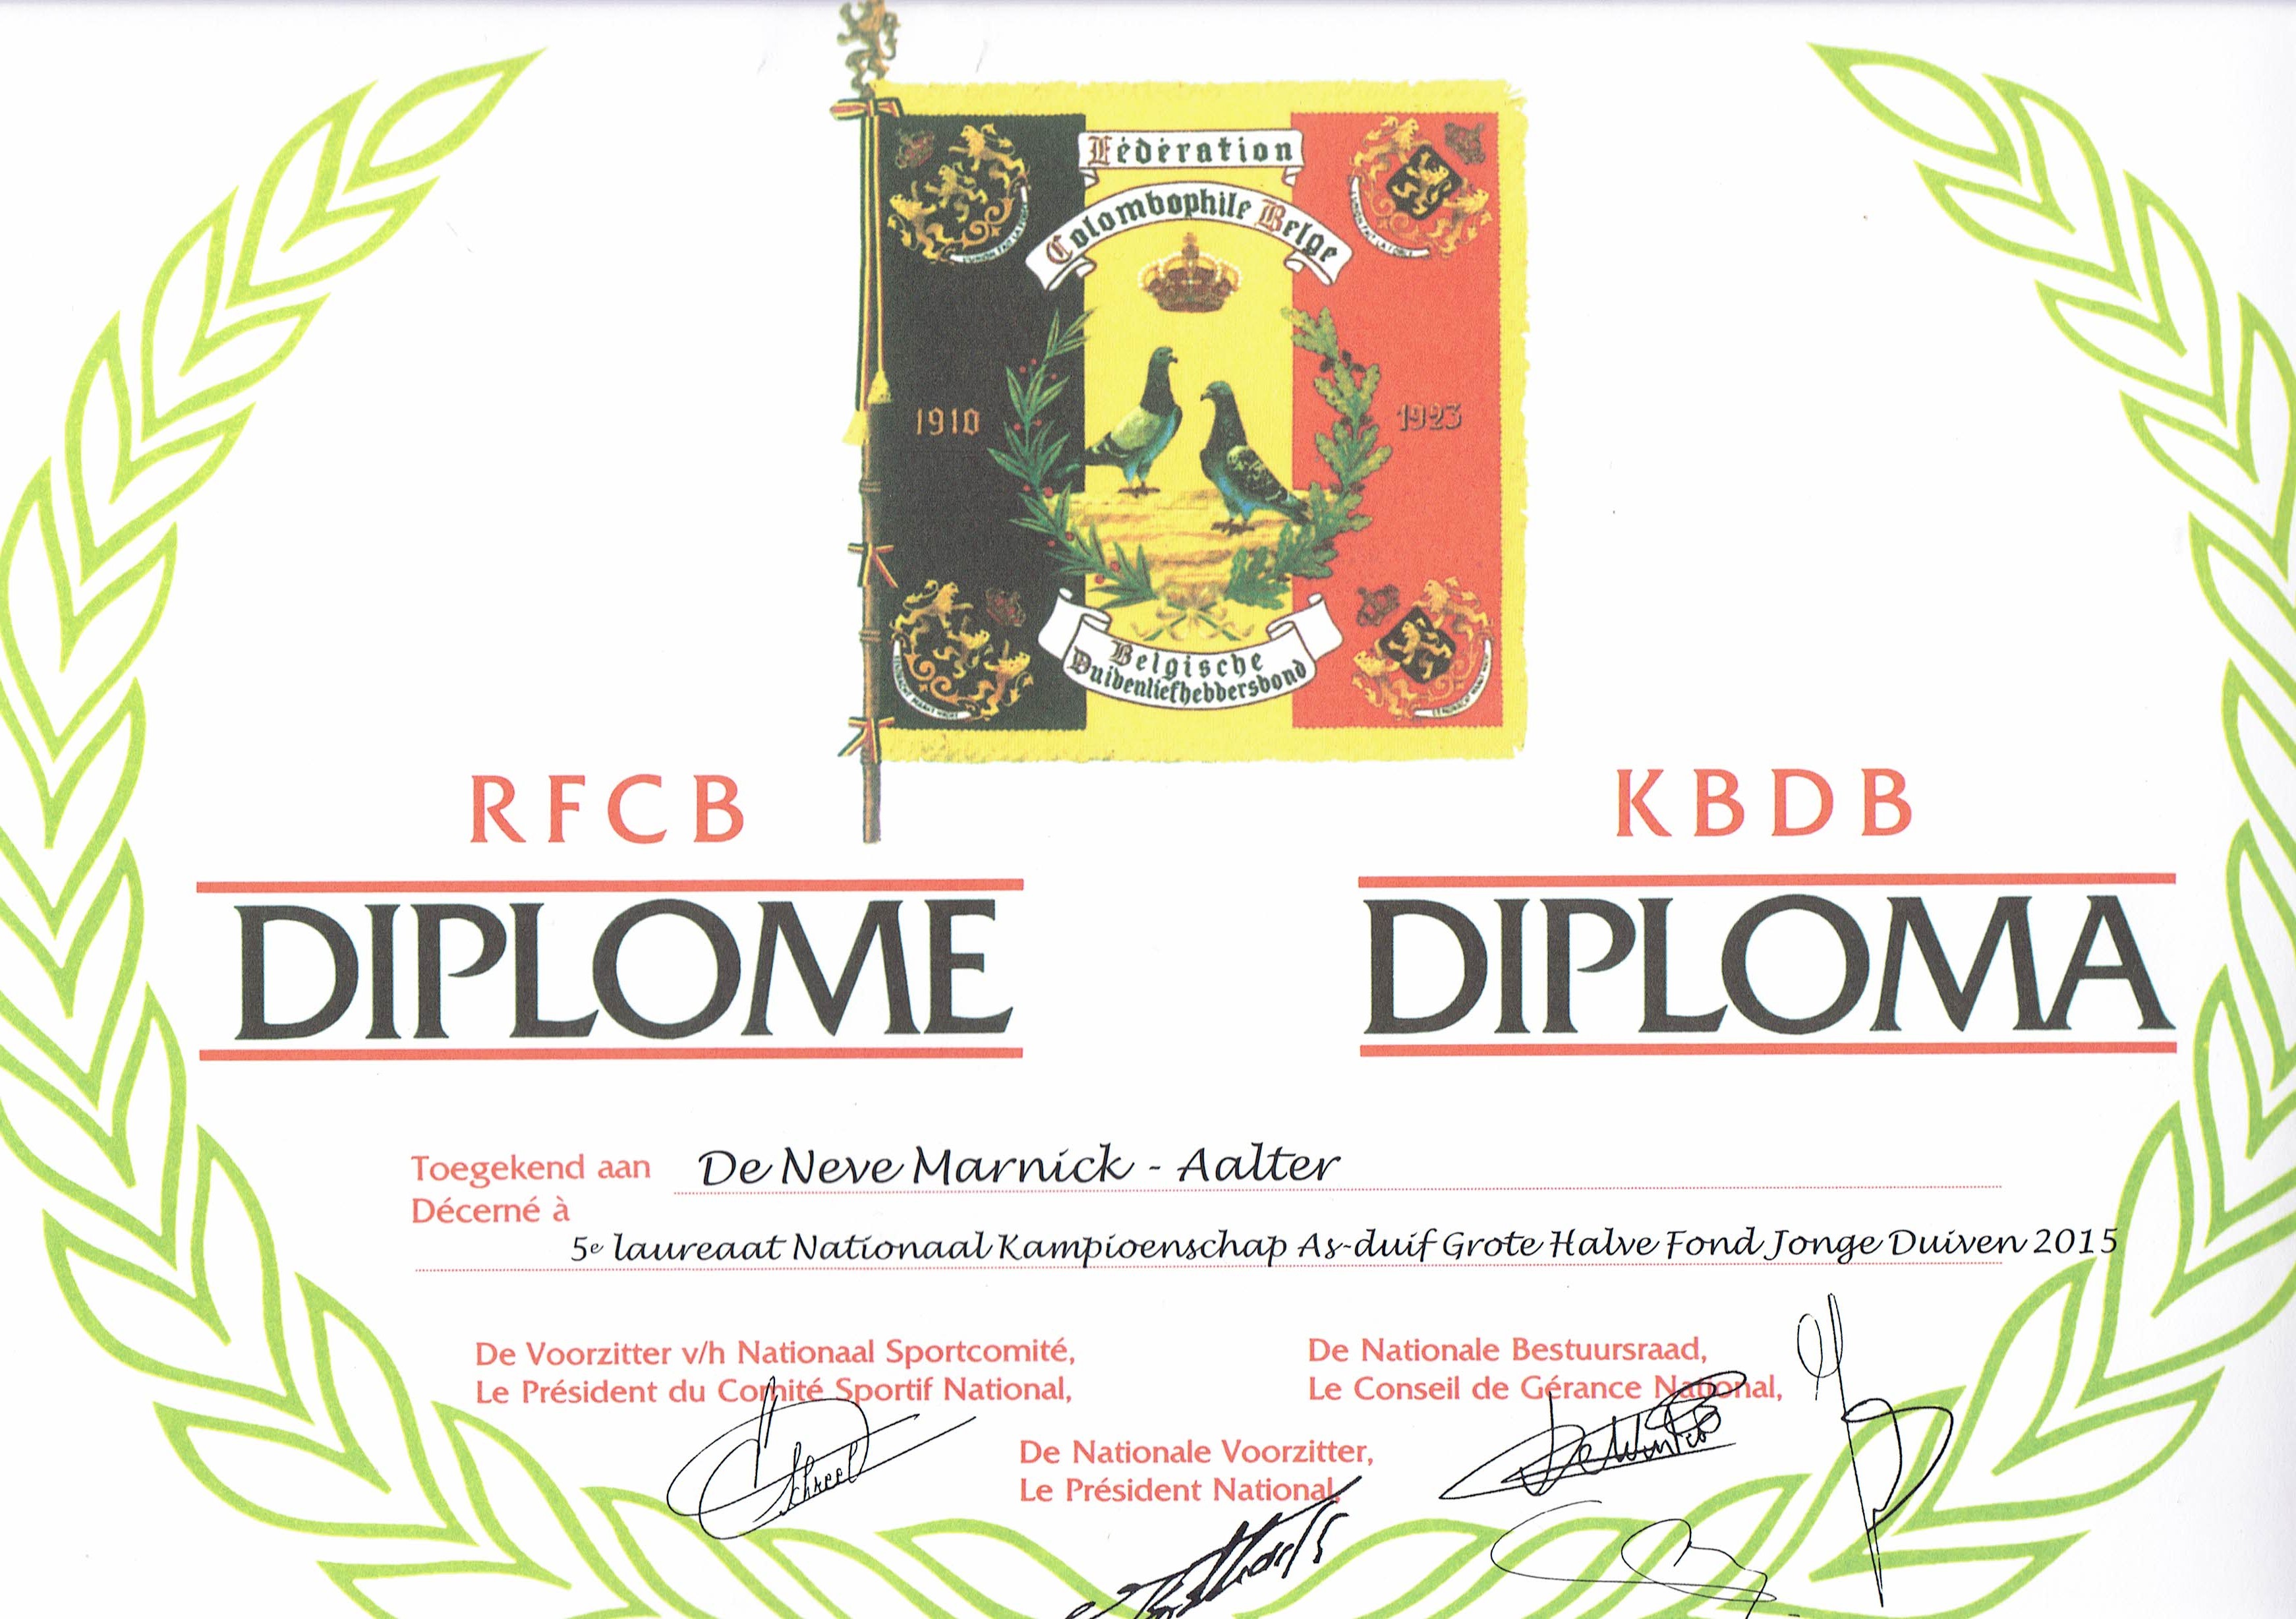 Fédération
Colombophile Belge
1910
1923
Belgische
Duivenliefhebbersbond
RFCB
KBDB
DIPLOME
DIPLOMA
Toegekend aan De Neve Marnick - Aalter
Décerné à
5e laureaat Nationaal Kampioenschap As-duif Grote Halve Fond Jonge Duiven 2015
De Voorzitter v/h Nationaal Sportcomité,
Le Président du Comité Sportif National,
De Nationale Bestuursraad,
Le Conseil de Gérance National,
De Nationale Voorzitter,
Le Président National,